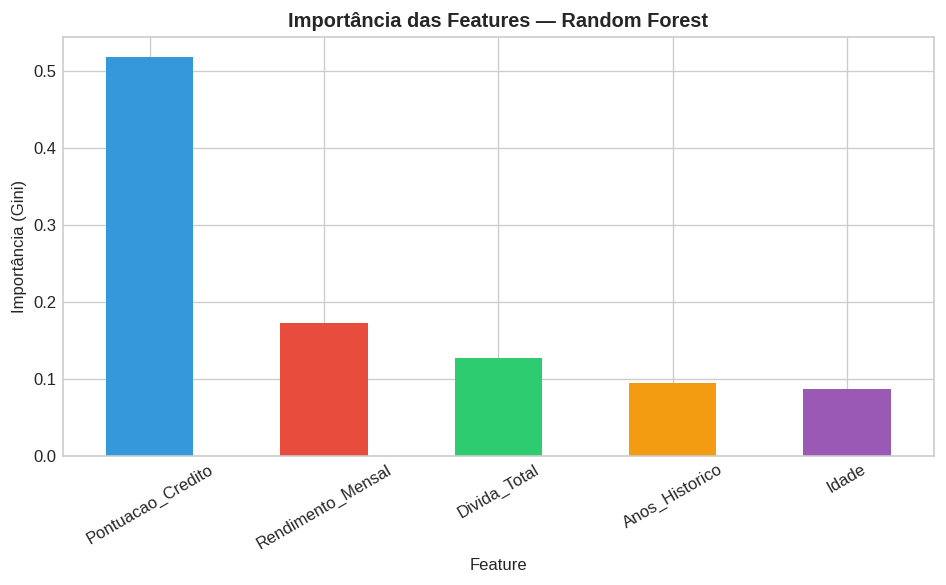 Importância das Features — Random Forest
Importância (Gini)
0.5
0.4
0.3
0.2
0.1
0.0
Pontuacao_Credito
Rendimento_Mensal
Divida_Total
Anos_Historico
Idade
Feature